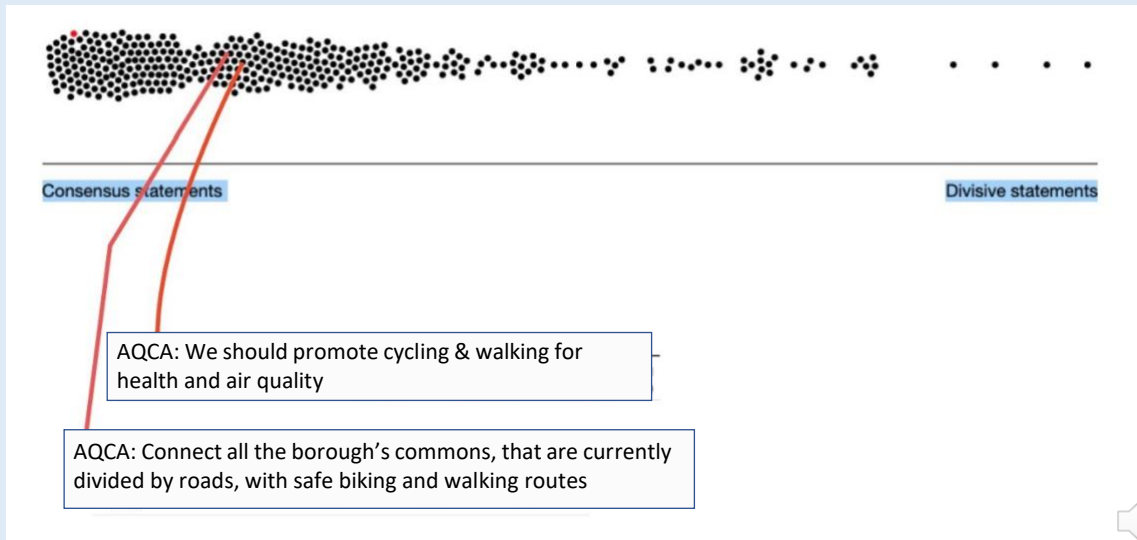 Consensus statements
Divisive statements
AQCA: We should promote cycling & walking for
health and air quality
AQCA: Connect all the borough's commons, that are currently
divided by roads, with safe biking and walking routes